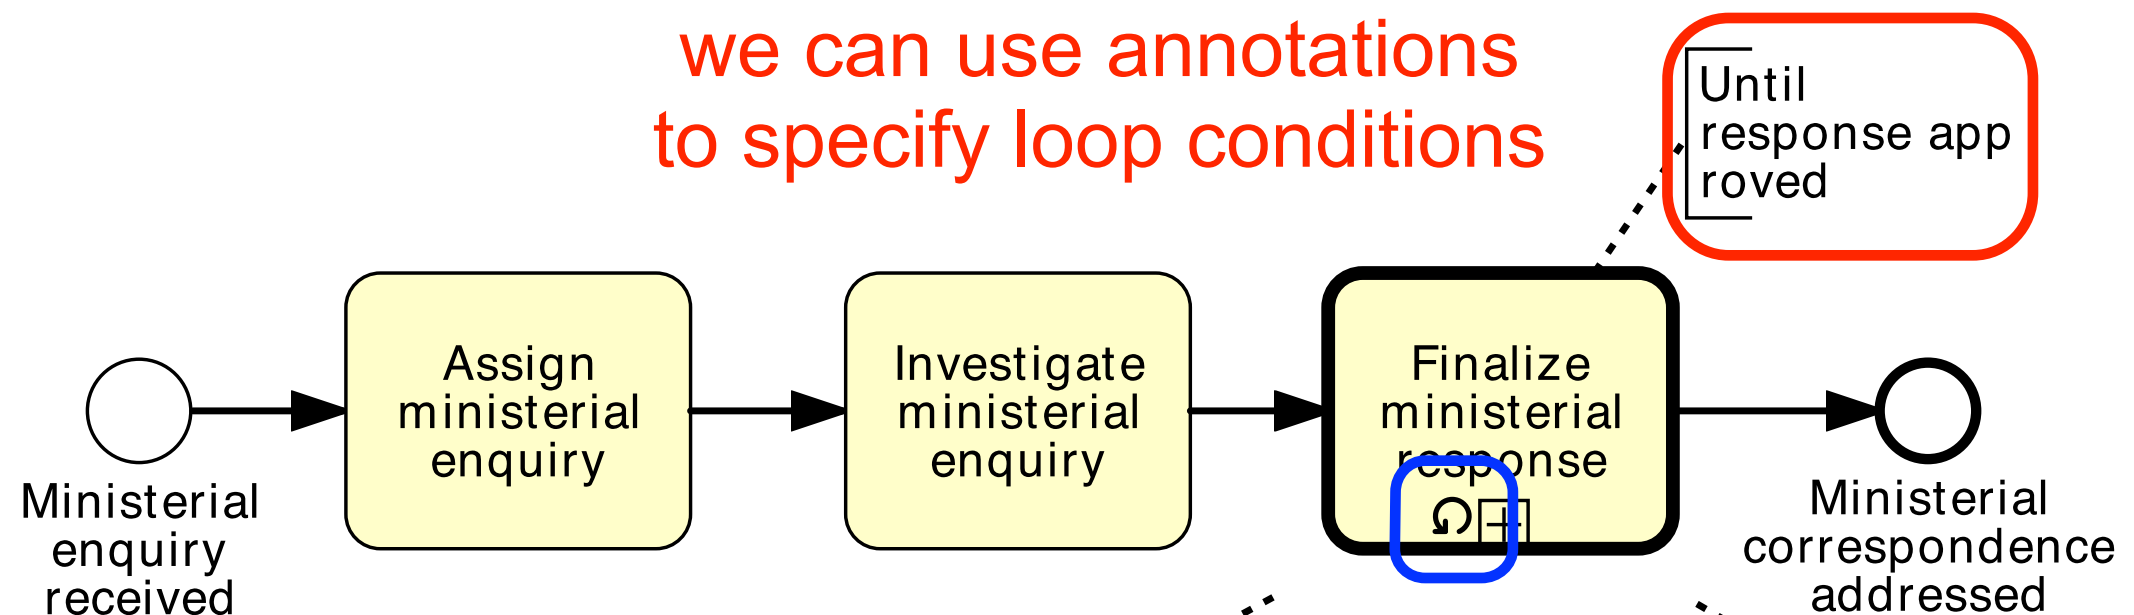 we can use annotations
to specify loop conditions
Until
response app
roved
Assign
ministerial
enquiry
Investigate
ministerial
enquiry
Finalize
ministerial
response
Ministerial
enquiry
received
Ministerial
correspondence
addressed